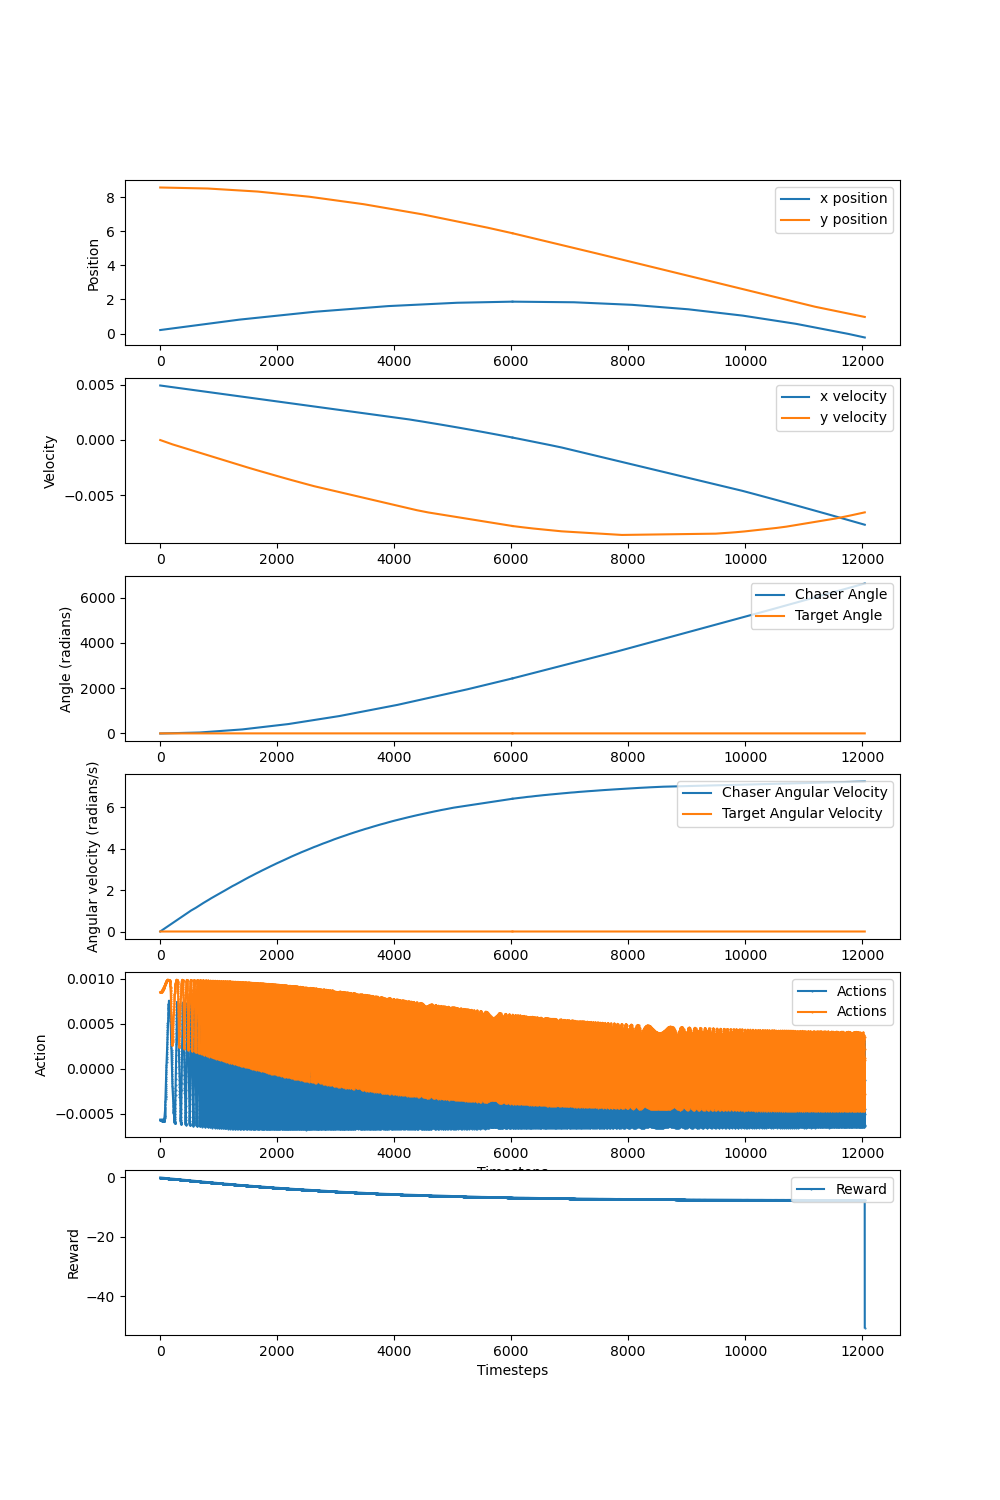 8
6
4
2
0
Position
x position
y position
0 2000 4000 6000 8000 10000 12000
0.005
0.000
−0.005
Velocity
x velocity
y velocity
0 2000 4000 6000 8000 10000 12000
6000
4000
2000
0
Angle (radians)
Chaser Angle
Target Angle
0 2000 4000 6000 8000 10000 12000
6
4
2
0
Angular velocity (radians/s)
Chaser Angular Velocity
Target Angular Velocity
0 2000 4000 6000 8000 10000 12000
0.0010
0.0005
0.0000
−0.0005
Action
Actions
Actions
0 2000 4000 6000 8000 10000 12000
Timesteps
0
−20
−40
Reward
Reward
0 2000 4000 6000 8000 10000 12000
Timesteps